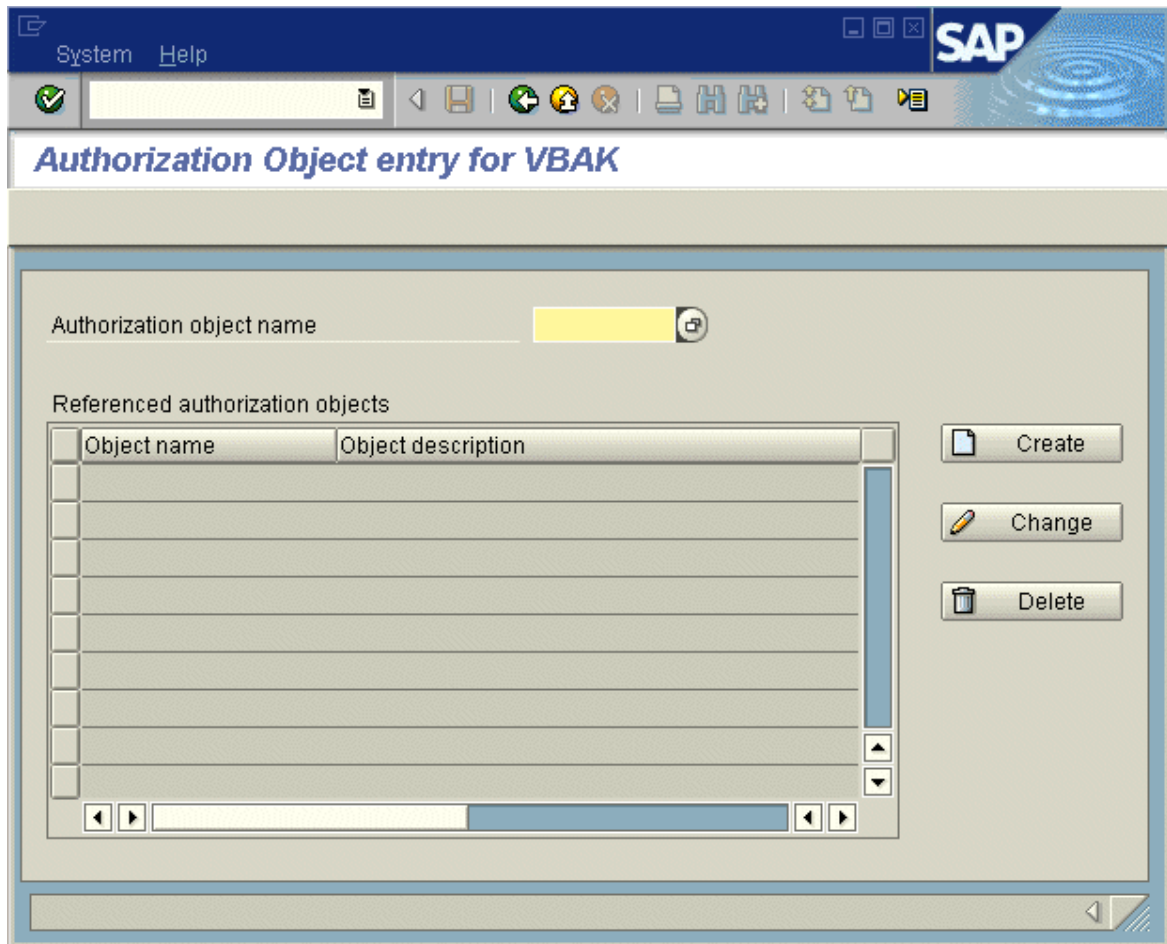 System Help
SAP
Authorization Object entry for VBAK
Authorization object name
Referenced authorization objects
Object name Object description
Create
Change
Delete